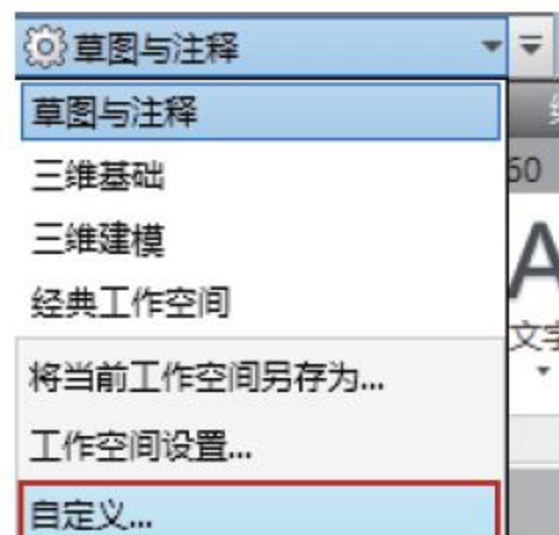 草图与注释
草图与注释
三维基础
60
三维建模
A
经典工作空间
文字
将当前工作空间另存为...
工作空间设置...
自定义...